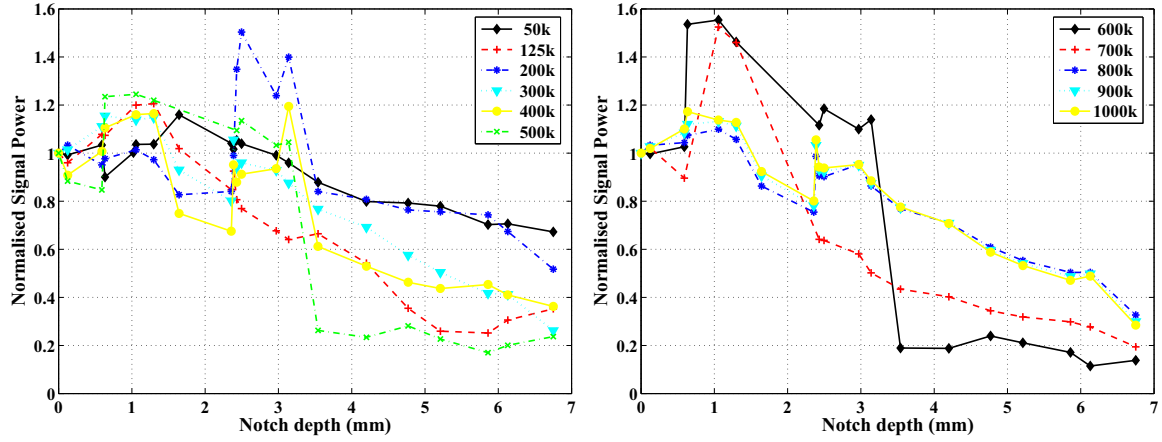 1.6
1.4
1.2
1
0.8
0.6
0.4
0.2
0
0 1 2 3 4 5 6 7
Normalised Signal Power
Notch depth (mm)
50k
125k
200k
300k
400k
500k
1.6
1.4
1.2
1
0.8
0.6
0.4
0.2
0
0 1 2 3 4 5 6 7
Normalised Signal Power
Notch depth (mm)
600k
700k
800k
900k
1000k